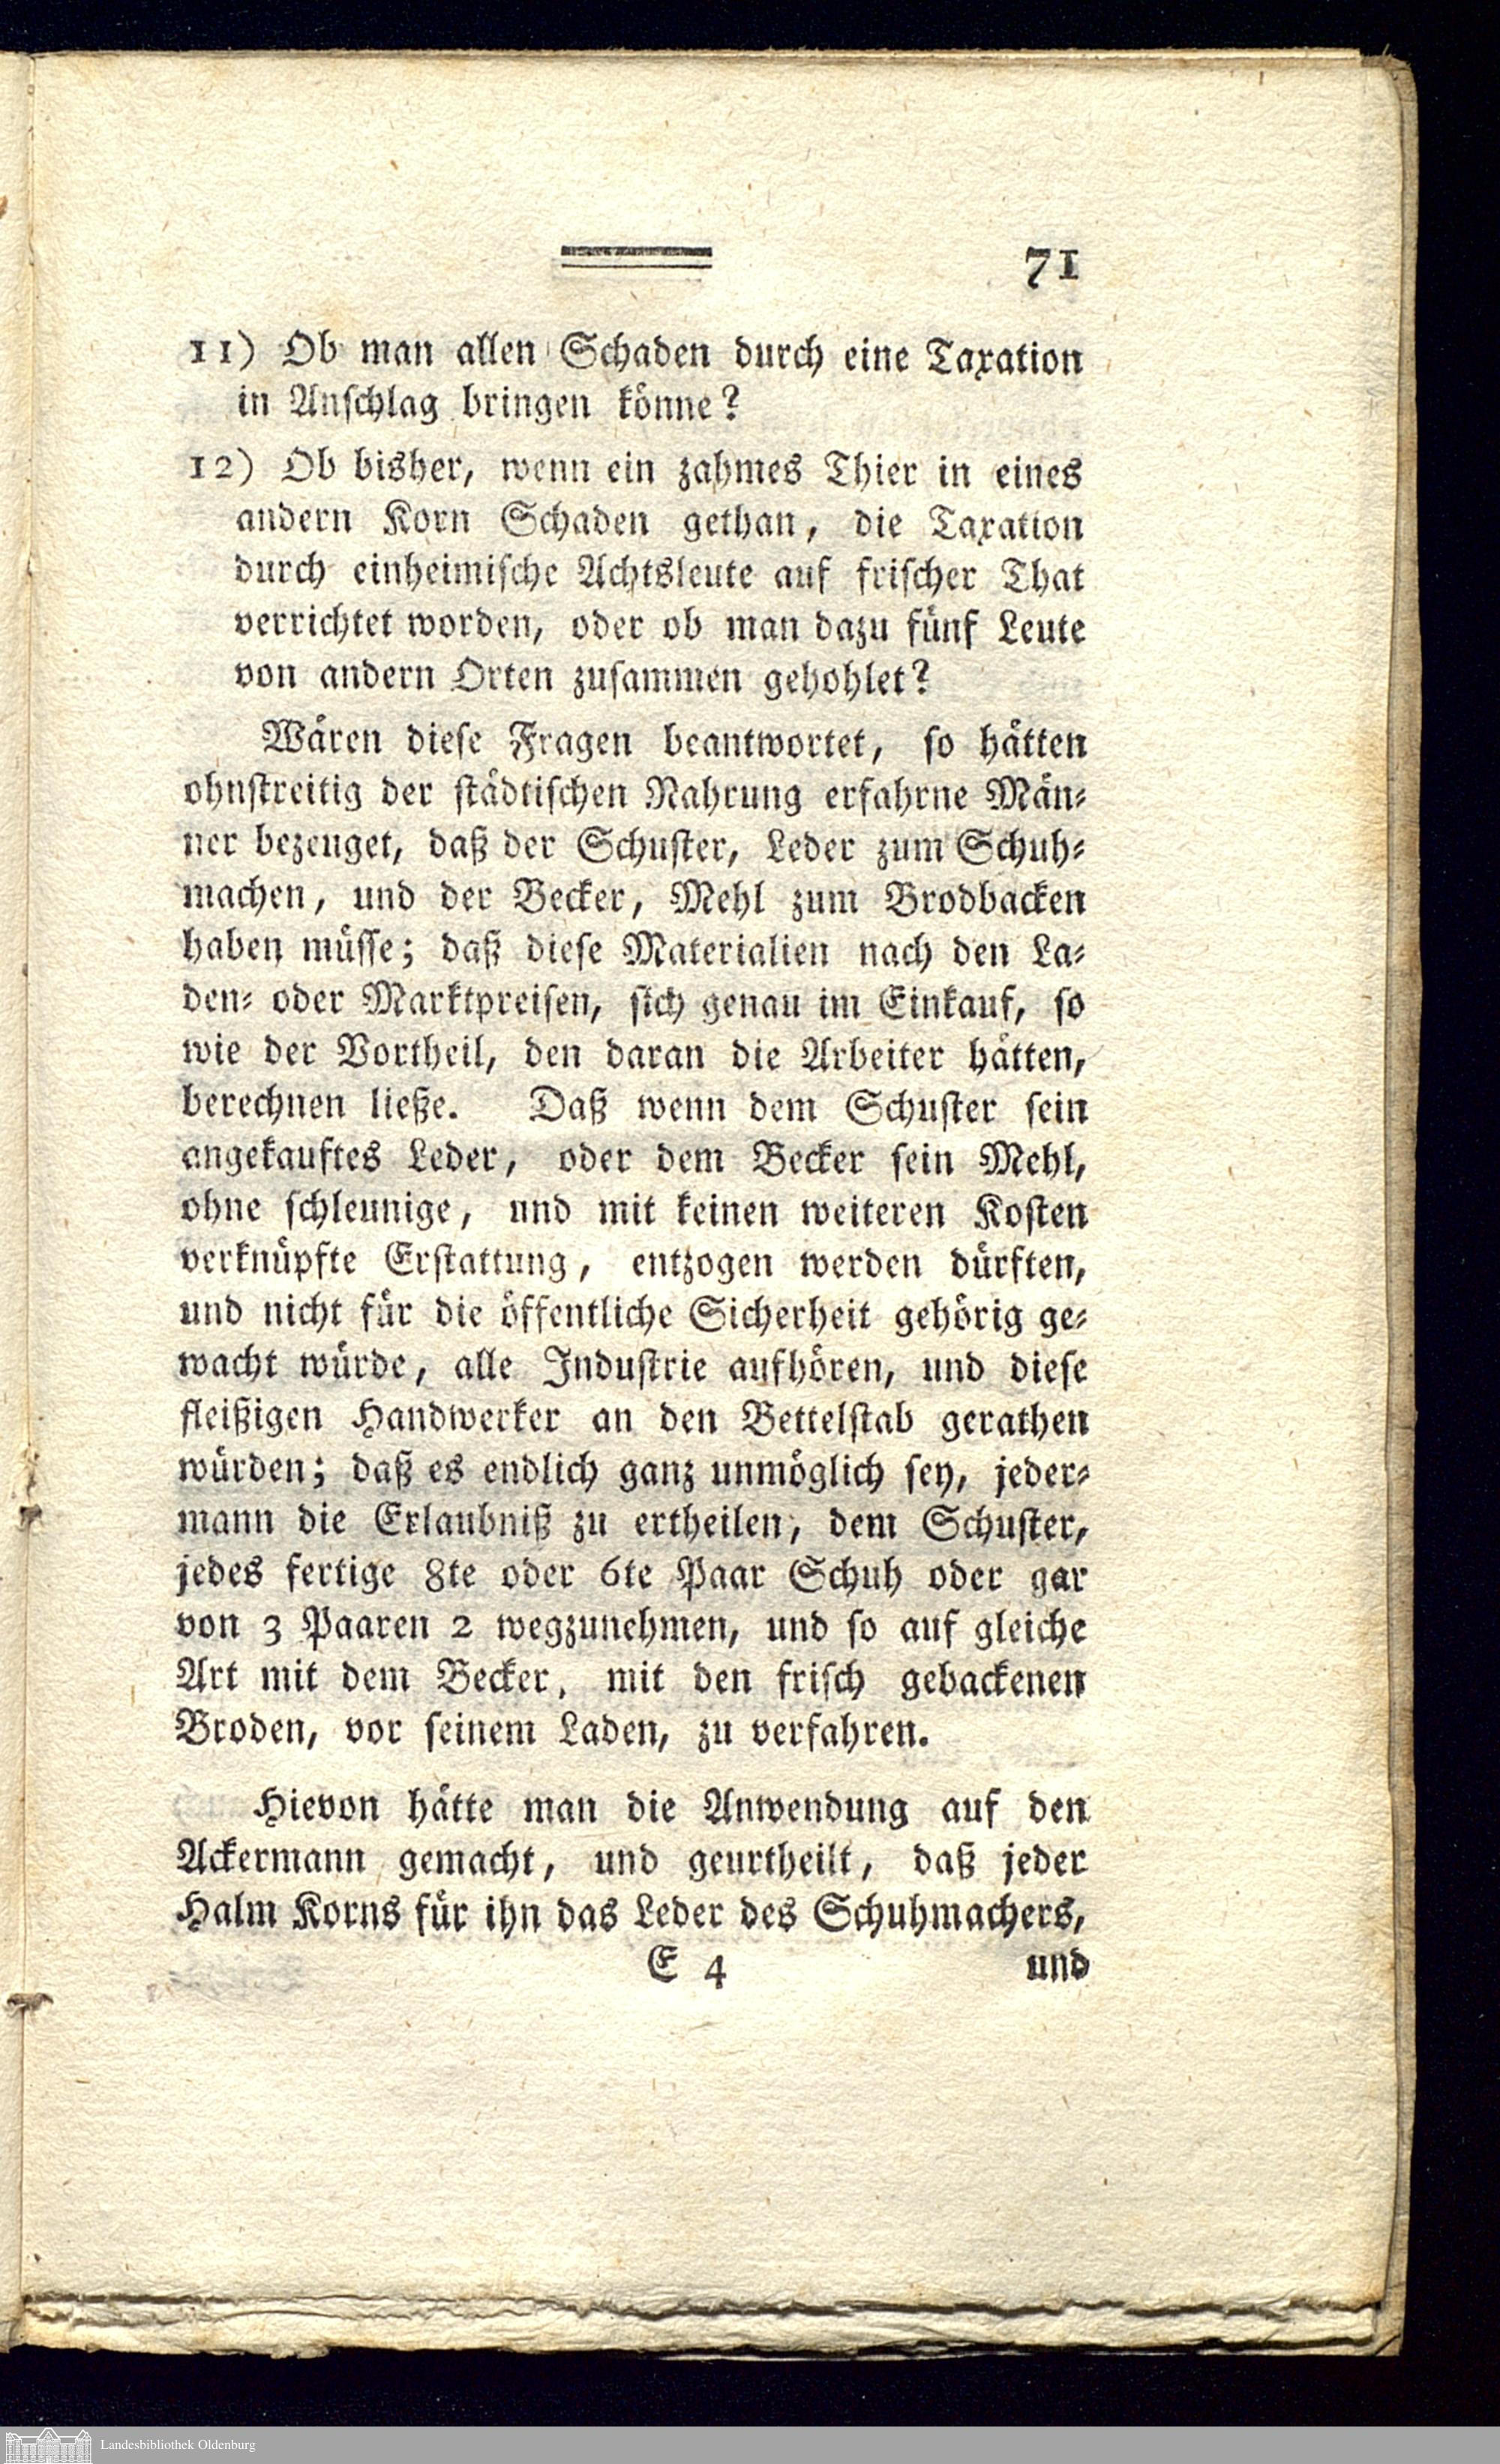 71
11) Ob man allen Schaden durch eine Taxation
in Anschlag bringen könne?
12) Ob bisher, wenn ein zahmes Thier in eines
andern Korn Schaden gethan, die Taxation
durch einheimische Achtsleute auf frischer That
verrichtet worden, oder ob man dazu fünf Leute
von andern Orten zusammen gehohlet?
Wären diese Fragen beantwortet, so hätten
ohnstreitig der städtischen Nahrung erfahrne Män-
ner bezeuget, daß der Schuster, Leder zum Schuh-
machen, und der Becker, Mehl zum Brodbacken
haben müsse; daß diese Materialien nach den La-
den- oder Marktpreisen, sich genau im Einkauf, so
wie der Vortheil, den daran die Arbeiter hätten,
berechnen ließe. Daß wenn dem Schuster sein
angekauftes Leder, oder dem Becker sein Mehl,
ohne schleunige, und mit keinen weiteren Kosten
verknüpfte Erstattung, entzogen werden dürften,
und nicht für die öffentliche Sicherheit gehörig ge-
wacht würde, alle Industrie aufhören, und diese
fleißigen Handwerker an den Bettelstab gerathen
würden; daß es endlich ganz unmöglich sey, jeder-
mann die Erlaubniß zu ertheilen, dem Schuster,
jedes fertige 8te oder 6te Paar Schuh oder gar
von 3 Paaren 2 wegzunehmen, und so auf gleiche
Art mit dem Becker, mit den frisch gebackenen
Broden, vor seinem Laden, zu verfahren.
Hievon hätte man die Anwendung auf den
Ackermann gemacht, und geurtheilt, daß jeder
Halm Korns für ihn das Leder des Schuhmachers,
E 4 und
Landesbibliothek Oldenburg